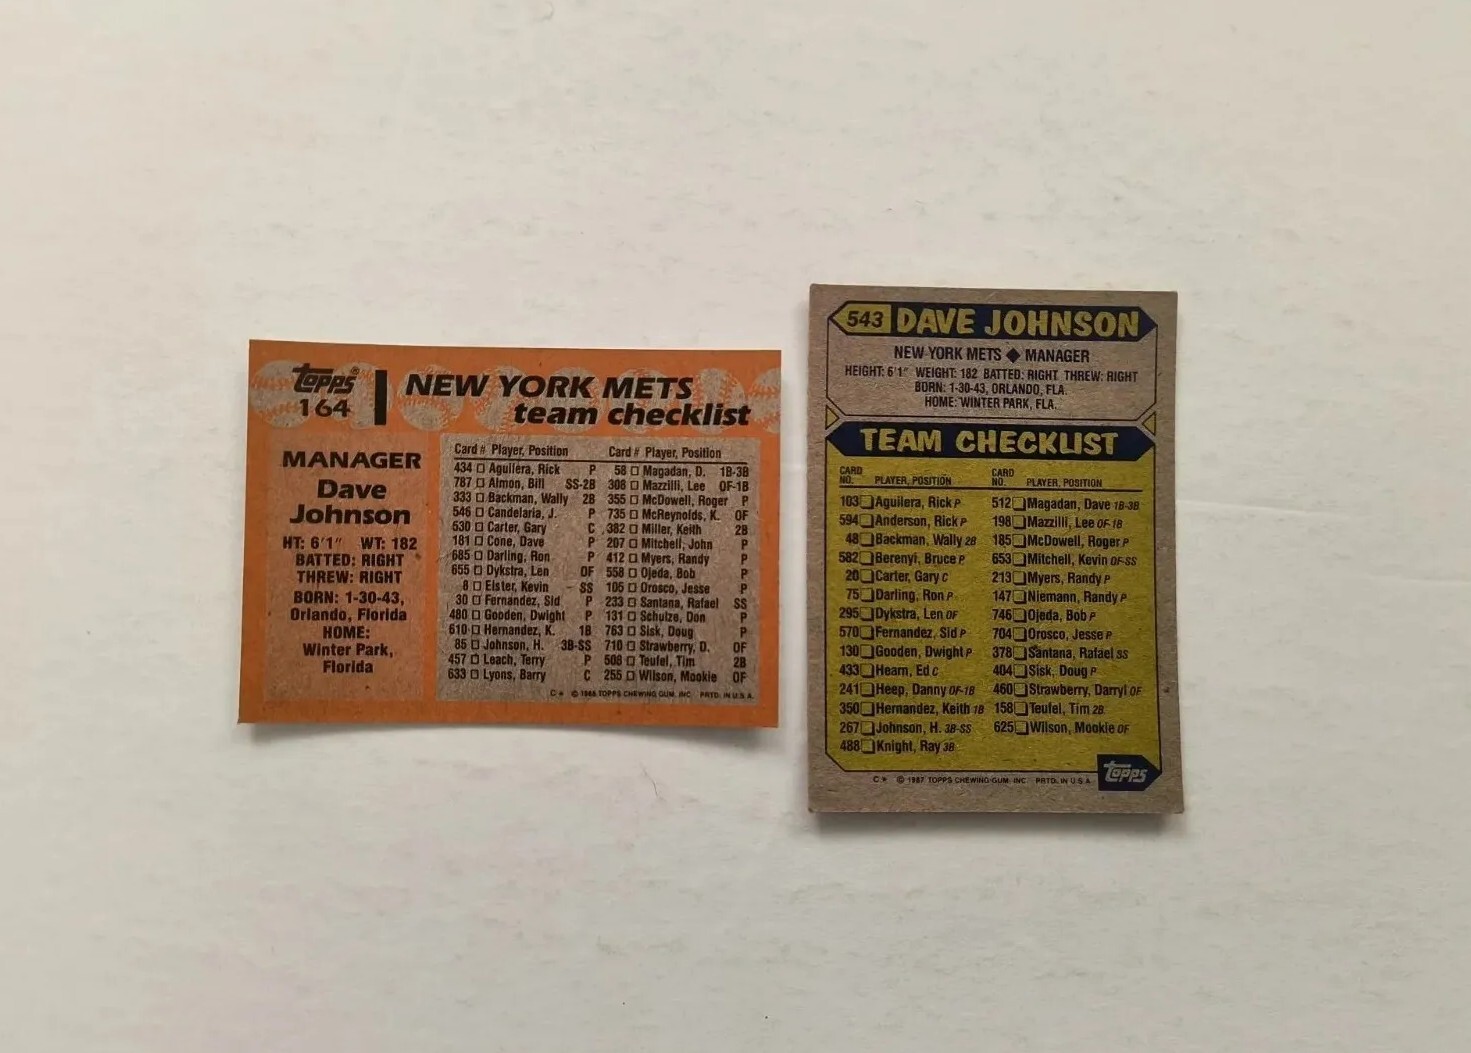 Topps®
164
NEW YORK METS
team checklist
MANAGER
Dave
Johnson
HT: 6'1" WT: 182
BATTED: RIGHT
THREW: RIGHT
BORN: 1-30-43,
Orlando, Florida
HOME:
Winter Park,
Florida
Card # Player, Position
434 □ Aguilera, Rick P
787 □ Almon, Bill SS-2B
333 □ Backman, Wally 2B
546 □ Candelaria, J. P
530 □ Carter, Gary C
181 □ Cone, Dave P
685 □ Darling, Ron P
655 □ Dykstra, Len OF
8 □ Elster, Kevin SS
30 □ Fernandez, Sid P
480 □ Gooden, Dwight P
610 □ Hernandez, K. 1B
85 □ Johnson, H. 3B-SS
457 □ Leach, Terry P
633 □ Lyons, Barry C
Card # Player, Position
58 □ Magadan, D. 1B-3B
308 □ Mazzilli, Lee OF-1B
355 □ McDowell, Roger P
735 □ McReynolds, K. OF
382 □ Miller, Keith 2B
207 □ Mitchell, John P
412 □ Myers, Randy P
558 □ Ojeda, Bob P
105 □ Orosco, Jesse P
233 □ Santana, Rafael SS
131 □ Schulze, Don P
763 □ Sisk, Doug P
710 □ Strawberry, D. OF
508 □ Teufel, Tim 2B
255 □ Wilson, Mookie OF
C* © 1988 TOPPS CHEWING GUM, INC. PRTD. IN U.S.A.
543 DAVE JOHNSON
NEW YORK METS ◆ MANAGER
HEIGHT: 6'1" WEIGHT: 182 BATTED: RIGHT THREW: RIGHT
BORN: 1-30-43, ORLANDO, FLA.
HOME: WINTER PARK, FLA.
TEAM CHECKLIST
CARD
NO. PLAYER, POSITION
103 □ Aguilera, Rick P
594 □ Anderson, Rick P
48 □ Backman, Wally 2B
582 □ Berenyi, Bruce P
20 □ Carter, Gary C
75 □ Darling, Ron P
295 □ Dykstra, Len OF
570 □ Fernandez, Sid P
130 □ Gooden, Dwight P
433 □ Hearn, Ed C
241 □ Heep, Danny OF-1B
350 □ Hernandez, Keith 1B
267 □ Johnson, H. 3B-SS
488 □ Knight, Ray 3B
CARD
NO. PLAYER, POSITION
512 □ Magadan, Dave 1B-3B
198 □ Mazzilli, Lee OF-1B
185 □ McDowell, Roger P
653 □ Mitchell, Kevin OF-SS
213 □ Myers, Randy P
147 □ Niemann, Randy P
746 □ Ojeda, Bob P
704 □ Orosco, Jesse P
378 □ Santana, Rafael SS
404 □ Sisk, Doug P
460 □ Strawberry, Darryl OF
158 □ Teufel, Tim 2B
625 □ Wilson, Mookie OF
C* © 1987 TOPPS CHEWING GUM, INC. PRTD. IN U.S.A.
Topps